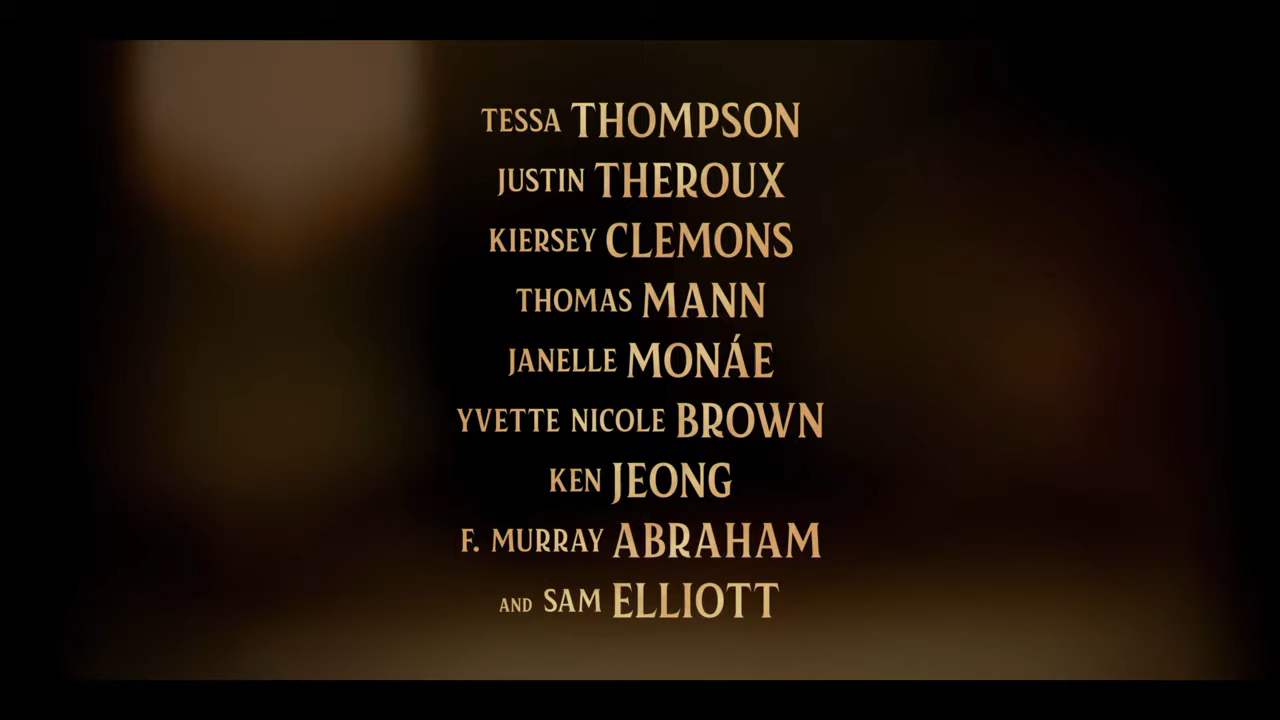 TESSA THOMPSON
JUSTIN THEROUX
KIERSEY CLEMONS
THOMAS MANN
JANELLE MONÁE
YVETTE NICOLE BROWN
KEN JEONG
F. MURRAY ABRAHAM
AND SAM ELLIOTT